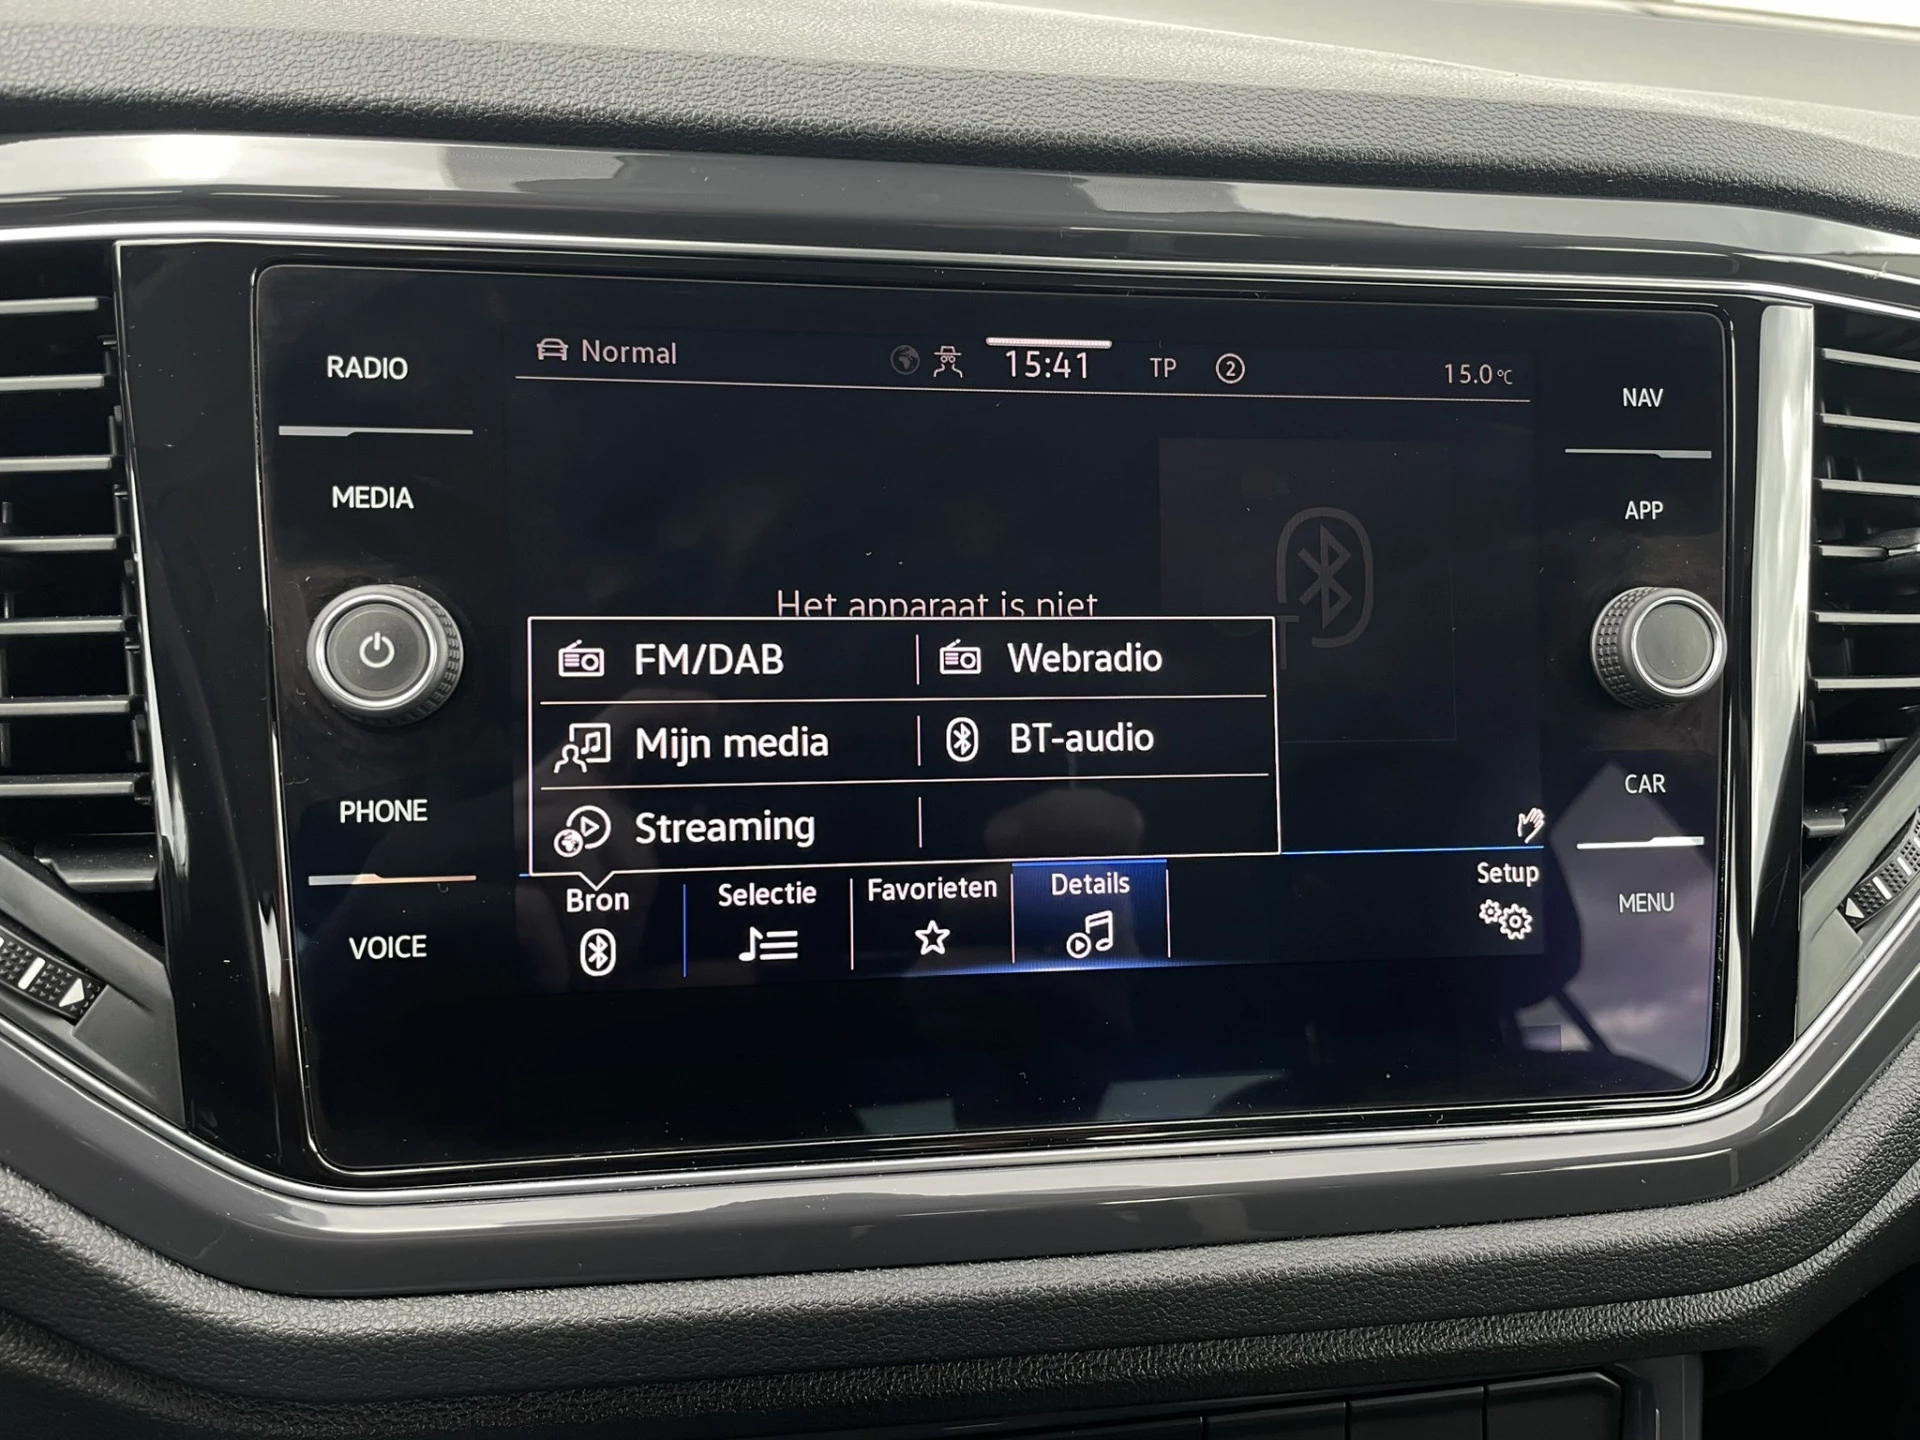 RADIO
MEDIA
PHONE
VOICE
Normal
15:41
TP
2
15.0°C
Het apparaat is niet
FM/DAB
Webradio
Mijn media
BT-audio
Streaming
Bron
Selectie
Favorieten
Details
Setup
NAV
APP
CAR
MENU